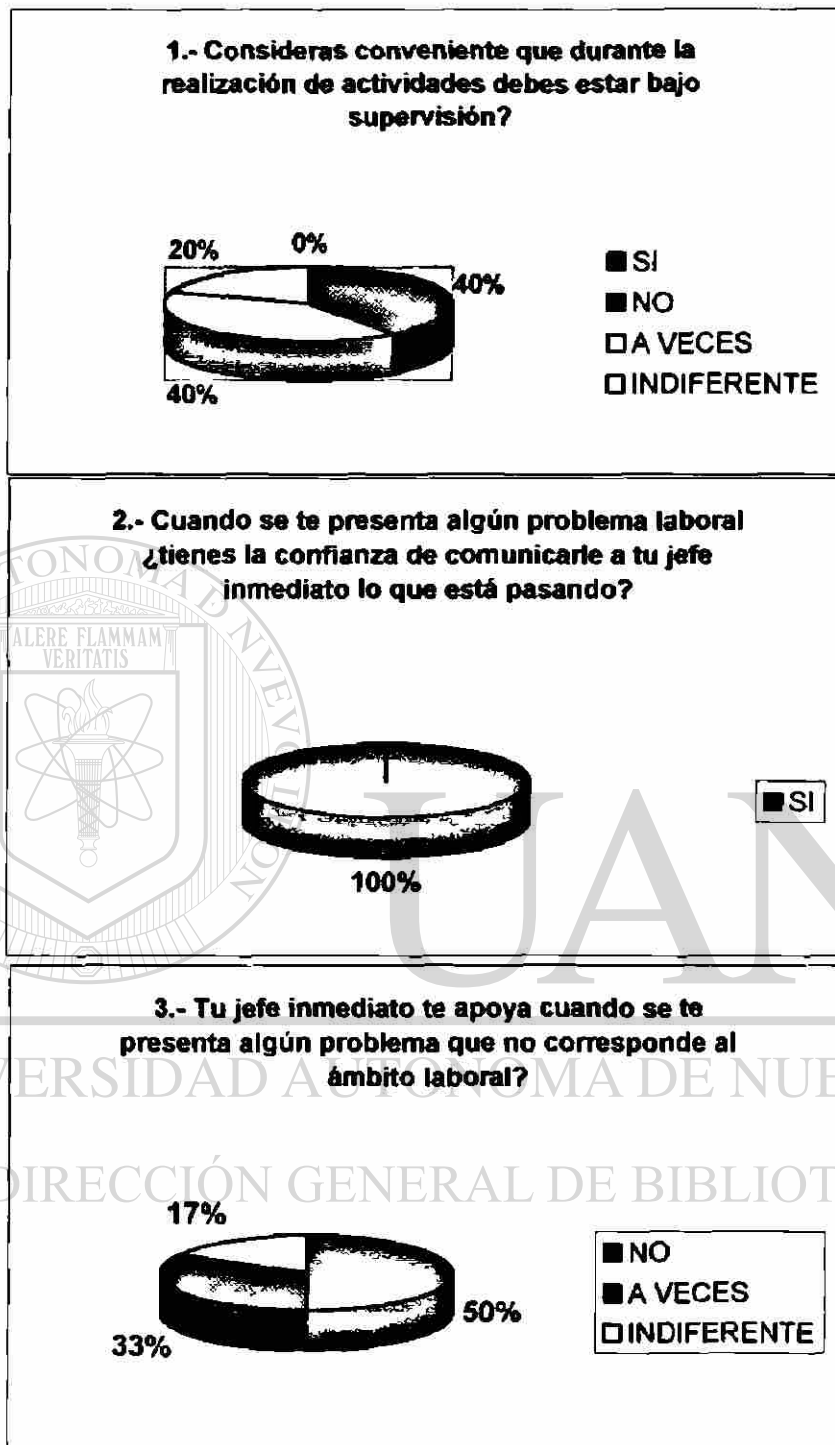 1.- Consideras conveniente que durante la
realización de actividades debes estar bajo
supervisión?
20%
0%
40%
40%
SI
NO
A VECES
INDIFERENTE
2.- Cuando se te presenta algún problema laboral
¿tienes la confianza de comunicarle a tu jefe
inmediato lo que está pasando?
ALERE FLAMMAM
VERITATIS
100%
SI
UAN
3.- Tu jefe inmediato te apoya cuando se te
presenta algún problema que no corresponde al
ámbito laboral?
VERSIDAD AUTÓNOMA DE NUE
DIRECCIÓN GENERAL DE BIBLIOT
17%
50%
33%
NO
A VECES
INDIFERENTE